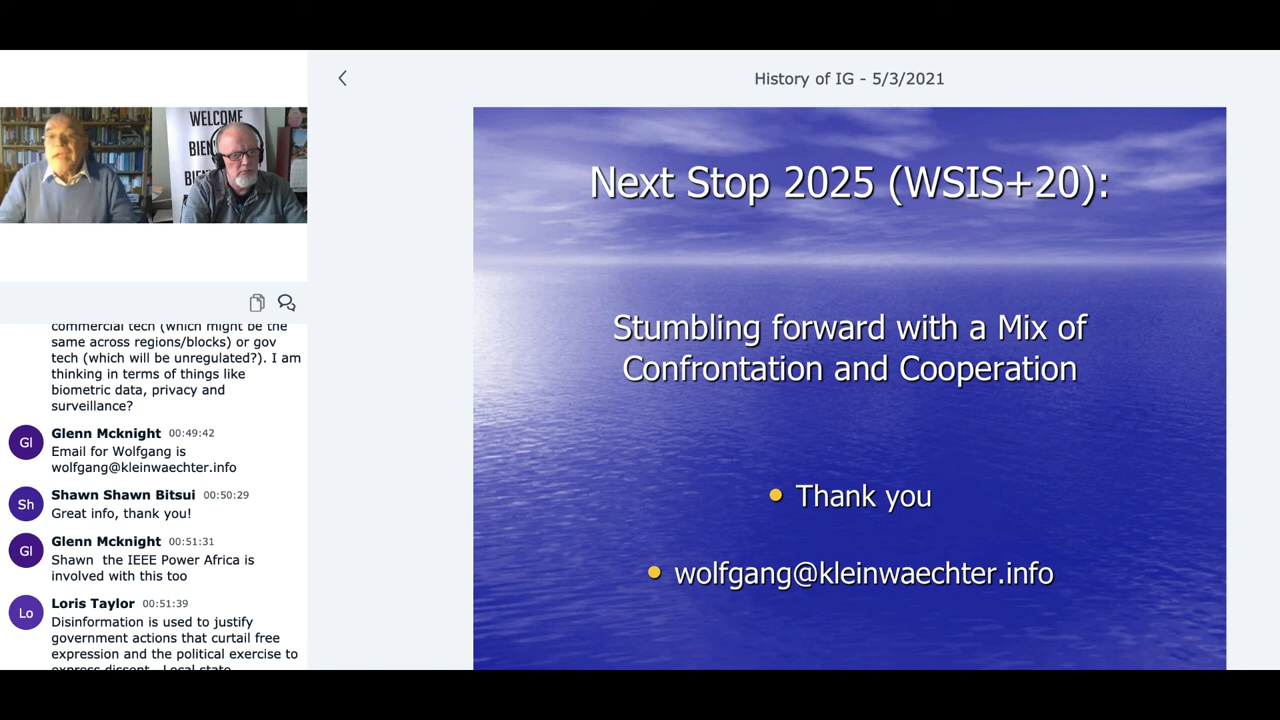 History of IG - 5/3/2021
WELCOME
commercial tech (which might be the
same across regions/blocks) or gov
tech (which will be unregulated?). I am
thinking in terms of things like
biometric data, privacy and
surveillance?
Gl
Glenn Mcknight 00:49:42
Email for Wolfgang is
wolfgang@kleinwaechter.info
Sh
Shawn Shawn Bitsui 00:50:29
Great info, thank you!
Gl
Glenn Mcknight 00:51:31
Shawn the IEEE Power Africa is
involved with this too
Lo
Loris Taylor 00:51:39
Disinformation is used to justify
government actions that curtail free
expression and the political exercise to
express dissent. Local state
Next Stop 2025 (WSIS+20):
Stumbling forward with a Mix of
Confrontation and Cooperation
Thank you
wolfgang@kleinwaechter.info